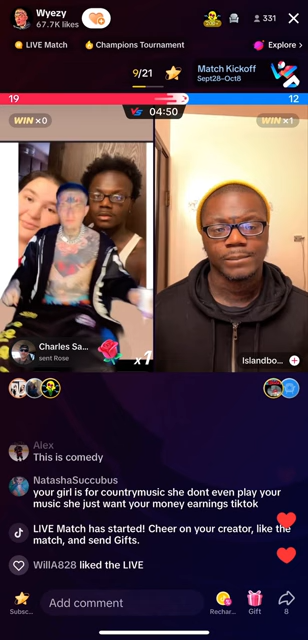 Wyezy
67.7K likes
331
LIVE Match
Champions Tournament
Explore >
9/21
Match Kickoff
Sept28-Oct8
19
12
VS 04:50
WIN ×0
WIN ×1
Charles Sa...
sent Rose
x1
Islandbo...
Alex
This is comedy
NatashaSuccubus
your girl is for countrymusic she dont even play your
music she just want your money earnings tiktok
LIVE Match has started! Cheer on your creator, like the
match, and send Gifts.
WillA828 liked the LIVE
Subsc...
Add comment
Rechar...
Gift
8